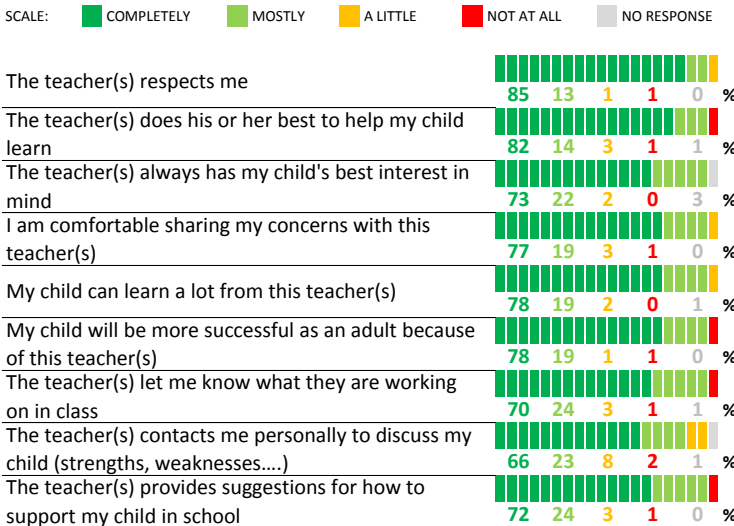 SCALE: COMPLETELY MOSTLY A LITTLE NOT AT ALL NO RESPONSE
The teacher(s) respects me
85 13 1 1 0 %
The teacher(s) does his or her best to help my child
learn
82 14 3 1 1 %
The teacher(s) always has my child's best interest in
mind
73 22 2 0 3 %
I am comfortable sharing my concerns with this
teacher(s)
77 19 3 1 0 %
My child can learn a lot from this teacher(s)
78 19 2 0 1 %
My child will be more successful as an adult because
of this teacher(s)
78 19 1 1 0 %
The teacher(s) let me know what they are working
on in class
70 24 3 1 1 %
The teacher(s) contacts me personally to discuss my
child (strengths, weaknesses....)
66 23 8 2 1 %
The teacher(s) provides suggestions for how to
support my child in school
72 24 3 1 0 %